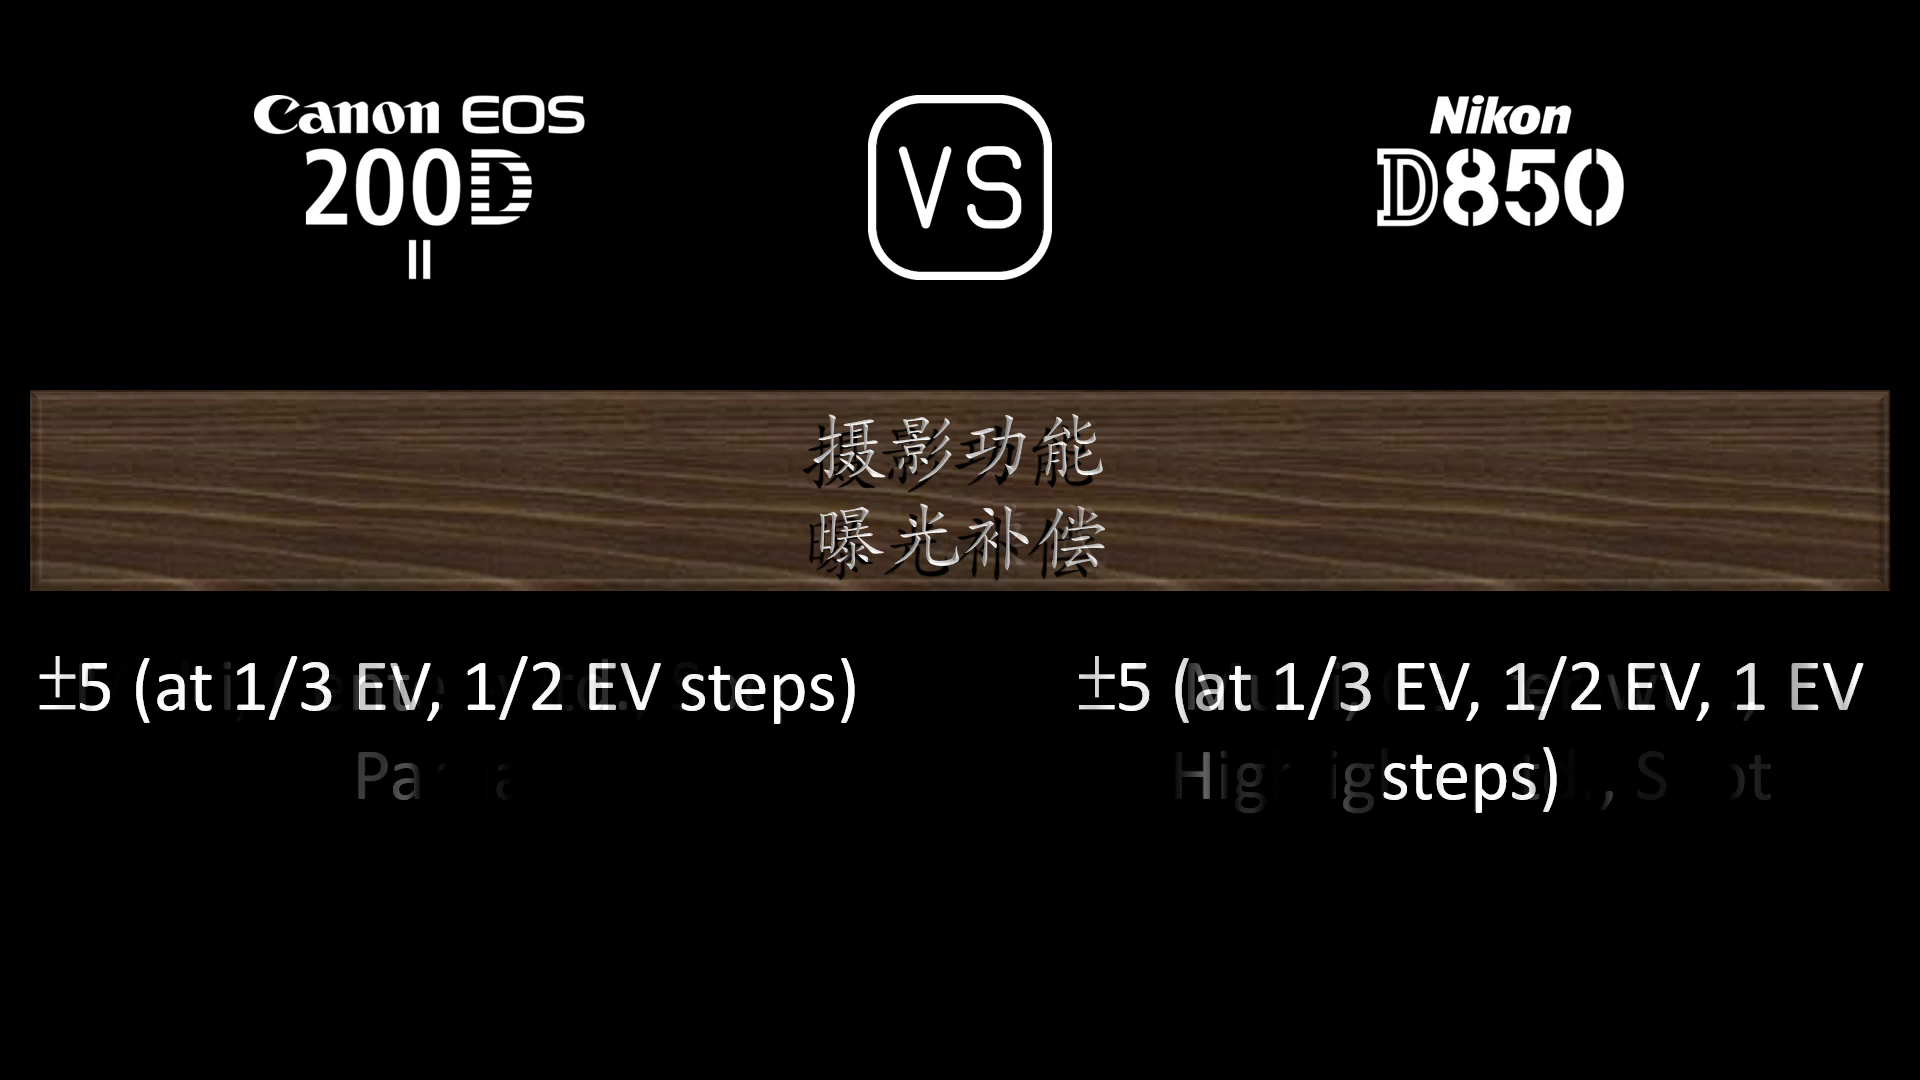 Canon EOS
200D
II
VS
Nikon
D850
摄影功能
曝光补偿
±5 (at 1/3 EV, 1/2 EV steps)
±5 (at 1/3 EV, 1/2 EV, 1 EV
steps)